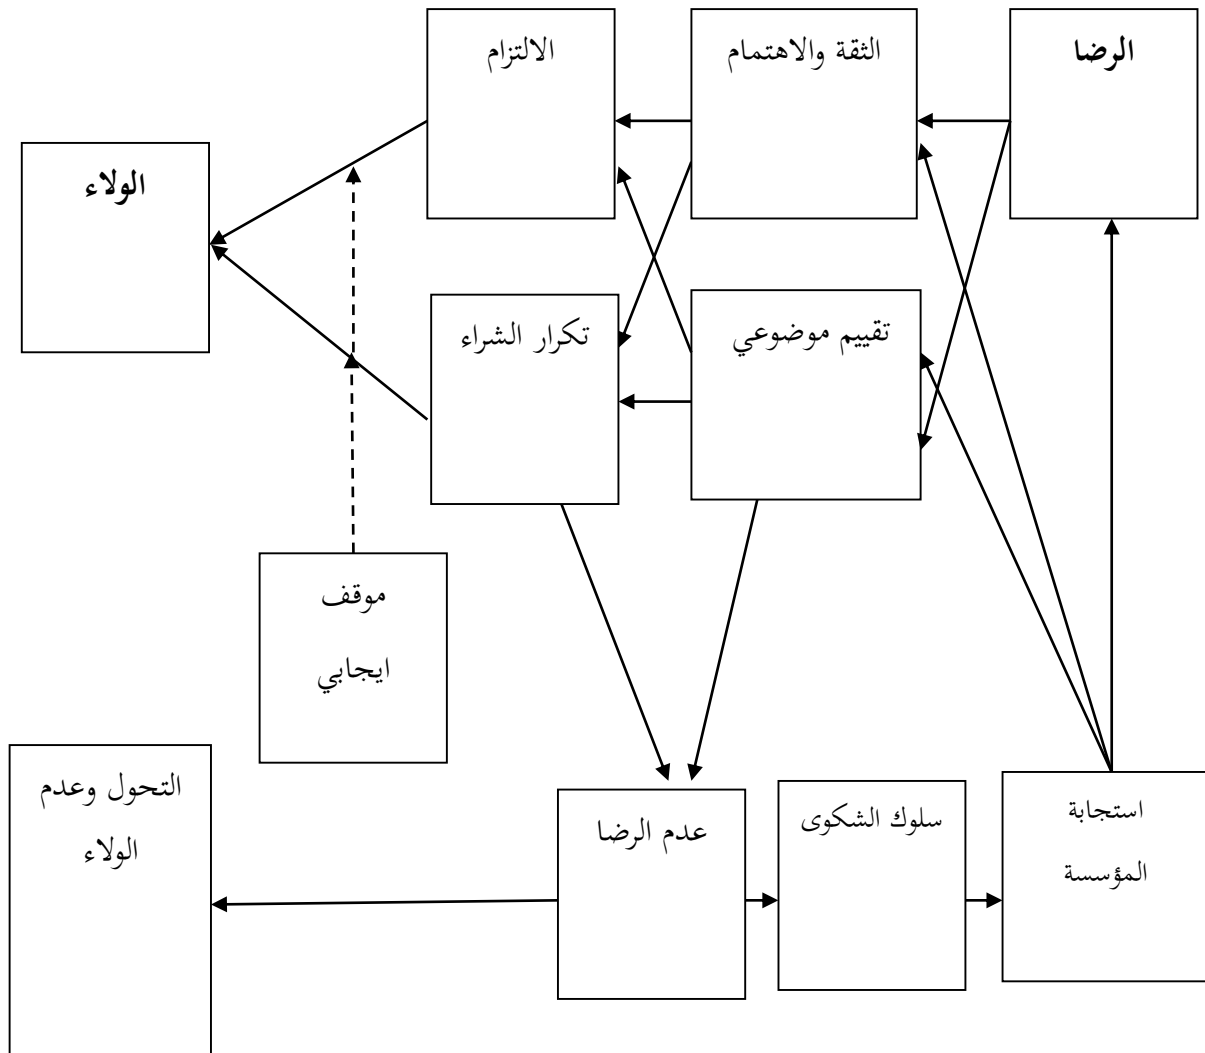 الرضا
الثقة والاهتمام
الالتزام
الولاء
تقييم موضوعي
تكرار الشراء
موقف
ايجابي
استجابة
المؤسسة
سلوك الشكوى
عدم الرضا
التحول وعدم
الولاء